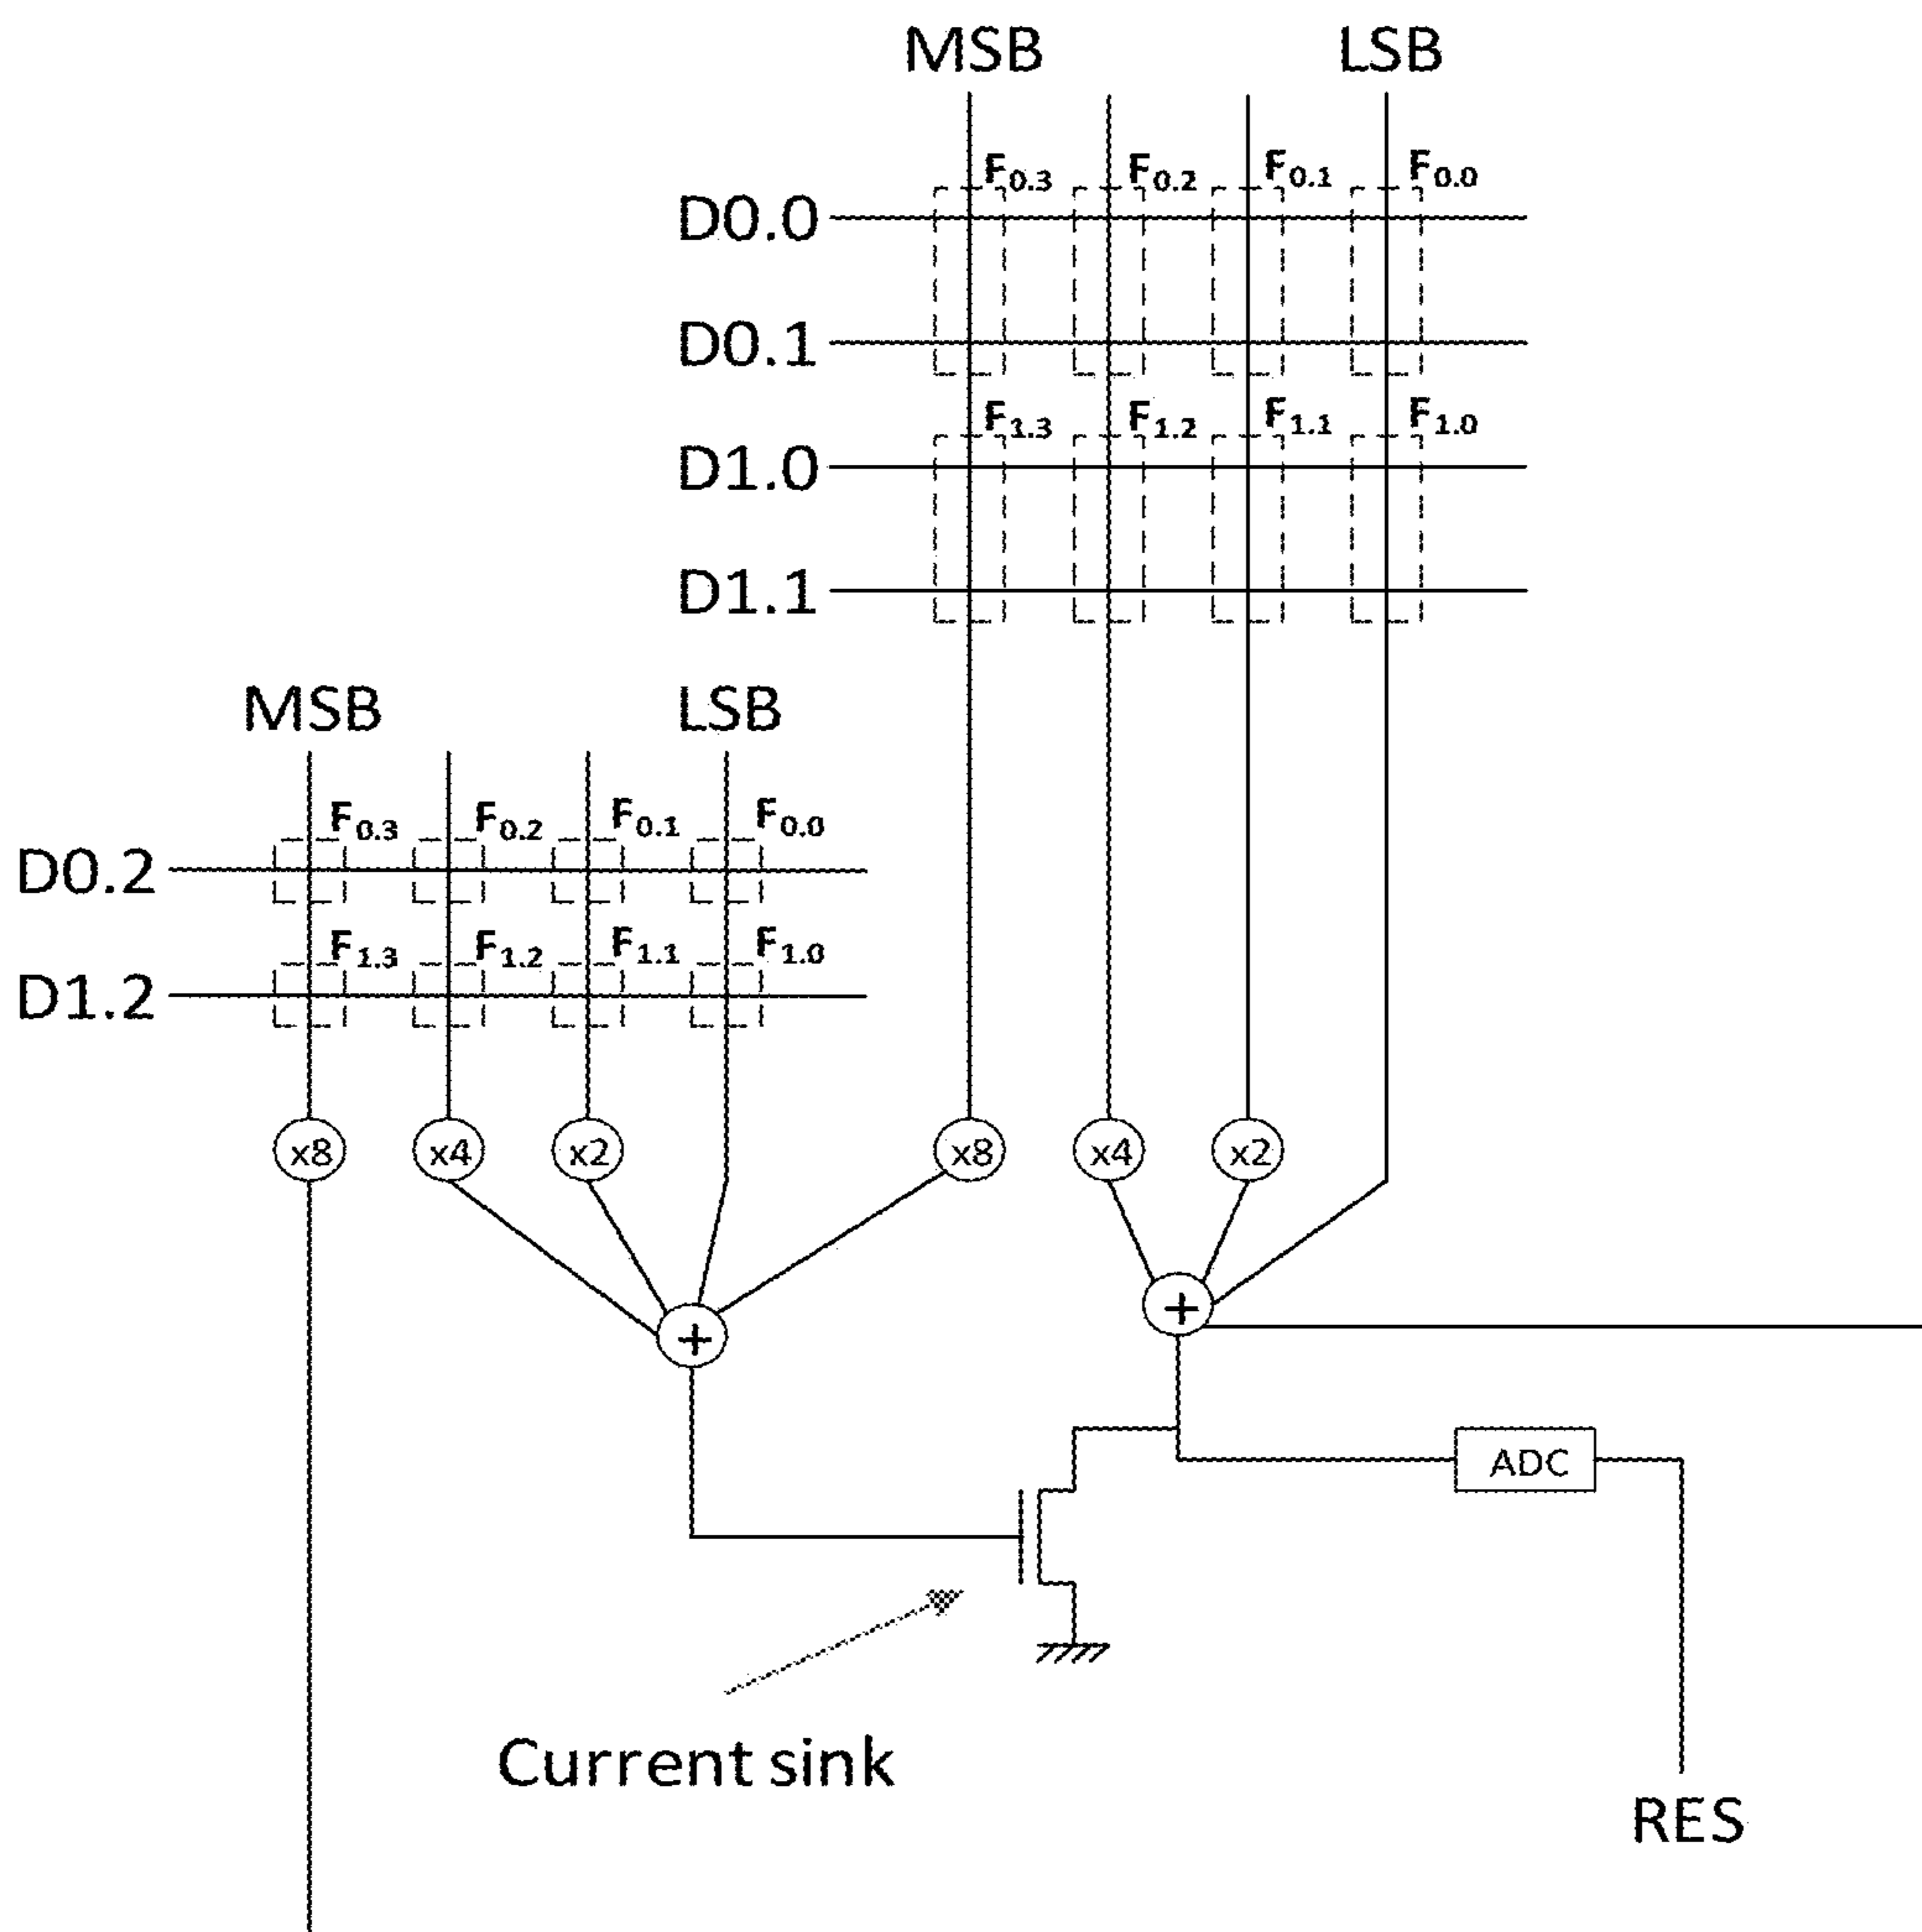 MSB LSB
F0.3 F0.2 F0.1 F0.0
D0.0
D0.1
F1.3 F1.2 F1.1 F1.0
D1.0
D1.1
MSB LSB
F0.3 F0.2 F0.1 F0.0
D0.2
F1.3 F1.2 F1.1 F1.0
D1.2
x8 x4 x2 x8 x4 x2
+
+
ADC
Current sink
RES